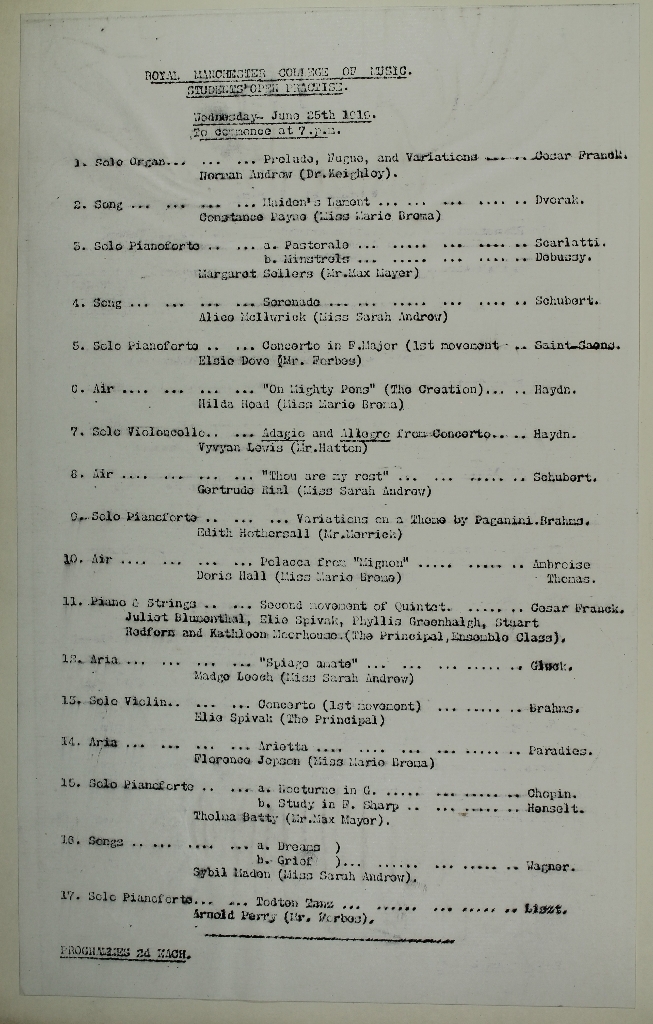 ROYAL MANCHESTER COLLEGE OF MUSIC.
STUDENTS'OPEN PRACTISE.
Wednesday- June 25th 1919.
To commence at 7.p.m.
1. Solo Organ... ... ... Prelude, Fugue, and Variations ... .. Cesar Franck.
Norman Andrew (Dr.Keighley).
2. Song ... ... ... ... Maiden's Lament ... ... ... .... .. Dvorak.
Constance Payne (Miss Marie Brema)
3. Solo Pianoforte .. ... a. Pastorale ... ..... ... .... .. Scarlatti.
b. Minstrels ... ..... ... .... .. Debussy.
Margaret Sellers (Mr.Max Mayer)
4. Song ... ... ... ... Serenade ... ... ..... ... .... .. Schubert.
Alice McIlwrick (Miss Sarah Andrew)
5. Solo Pianoforte .. ... Concerto in F.Major (1st movement .. Saint-Saens.
Elsie Dove (Mr. Forbes)
6. Air .... ... ... ... "On Mighty Pens" (The Creation)... .. Haydn.
Hilda Hoad (Miss Marie Brema)
7. Solo Violoncello.. ... Adagio and Allegro from Concerto.. .. Haydn.
Vyvyan Lewis (Mr.Hatton)
8. Air .... ... ... ... "Thou are my rest" ... ... ..... .. Schubert.
Gertrude Rial (Miss Sarah Andrew)
9. Solo Pianoforte .. ... ... Variations on a Theme by Paganini.Brahms.
Edith Hothersall (Mr.Merrick)
10. Air .... .... ... ... Polacca from "Mignon" ..... ..... .. Ambroise
Doris Hall (Miss Marie Brema) Thomas.
11. Piano & Strings .. ... Second movement of Quintet. ..... .. Cesar Franck.
Juliet Blumenthal, Elie Spivak, Phyllis Greenhalgh, Stuart
Redfern and Kathleen Moorhouse.(The Principal,Ensemble Class).
12. Aria ... ... ... ... "Spiage amate" ... ... ..... ... .. Gluck.
Madge Leech (Miss Sarah Andrew)
13. Solo Violin.. ... ... Concerto (1st movement) ... ..... .. Brahms.
Elie Spivak (The Principal)
14. Aria ... ... ... ... Arietta .... .... ... ... ..... .. Paradies.
Florence Jepson (Miss Marie Brema)
15. Solo Pianoforte .. ... a. Nocturne in G. ..... ... ..... .. Chopin.
b. Study in F. Sharp .. ... ..... .. Henselt.
Thelma Batty (Mr.Max Mayer).
16. Songs .. ... .... ... a. Dreams )
b. Grief )... ...... ... ..... .. Wagner.
Sybil Maden (Miss Sarah Andrew).
17. Solo Pianoforte... ... Todten Tanz ... ...... ... ..... .. Liszt.
Arnold Perry (Mr. Forbes).
PROGRAMMES 2d EACH.